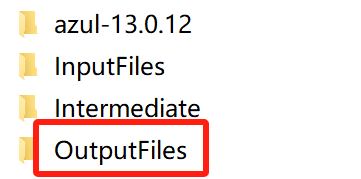 azul-13.0.12
InputFiles
Intermediate
OutputFiles